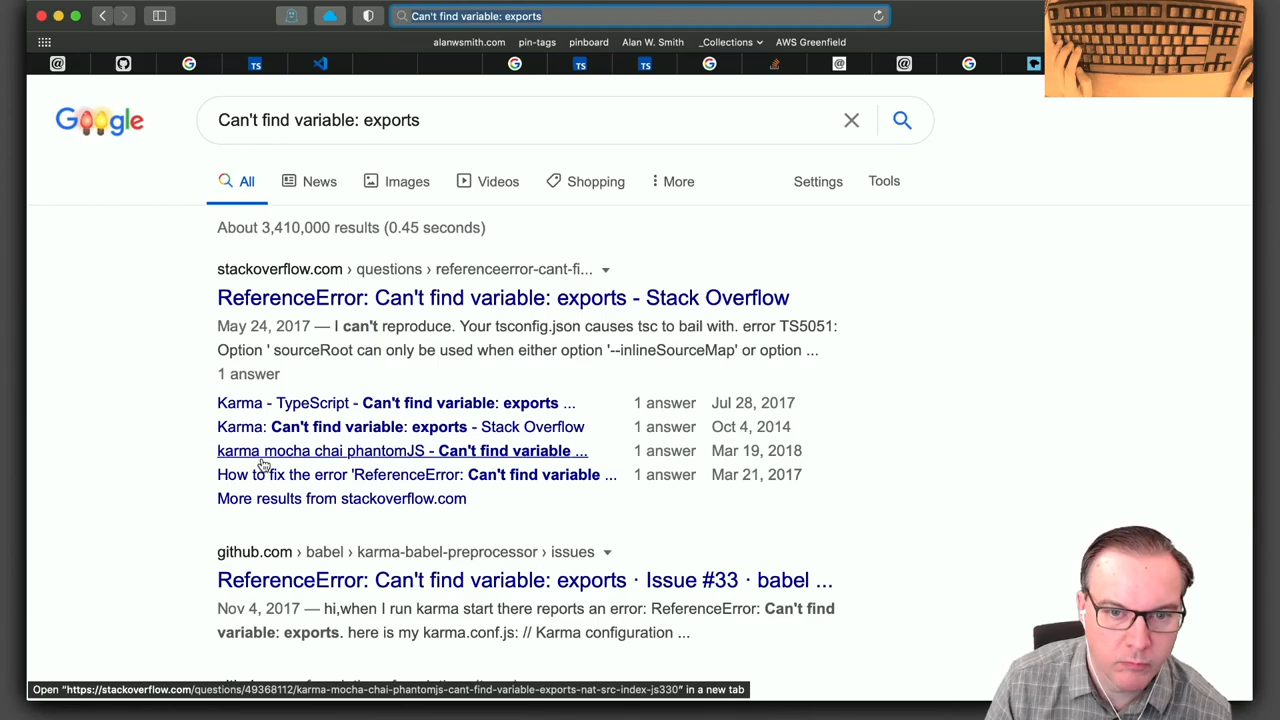 Can't find variable: exports
alanwsmith.com pin-tags pinboard Alan W. Smith _Collections AWS Greenfield
Google
Can't find variable: exports
All News Images Videos Shopping More Settings Tools
About 3,410,000 results (0.45 seconds)
stackoverflow.com › questions › referenceerror-cant-fi...
ReferenceError: Can't find variable: exports - Stack Overflow
May 24, 2017 — I can't reproduce. Your tsconfig.json causes tsc to bail with. error TS5051:
Option ' sourceRoot can only be used when either option '--inlineSourceMap' or option ...
1 answer
Karma - TypeScript - Can't find variable: exports ... 1 answer Jul 28, 2017
Karma: Can't find variable: exports - Stack Overflow 1 answer Oct 4, 2014
karma mocha chai phantomJS - Can't find variable ... 1 answer Mar 19, 2018
How to fix the error 'ReferenceError: Can't find variable ... 1 answer Mar 21, 2017
More results from stackoverflow.com
github.com › babel › karma-babel-preprocessor › issues
ReferenceError: Can't find variable: exports · Issue #33 · babel ...
Nov 4, 2017 — hi,when I run karma start there reports an error: ReferenceError: Can't find
variable: exports. here is my karma.conf.js: // Karma configuration ...
Open "https://stackoverflow.com/questions/49368112/karma-mocha-chai-phantomjs-cant-find-variable-exports-nat-src-index-js330" in a new tab